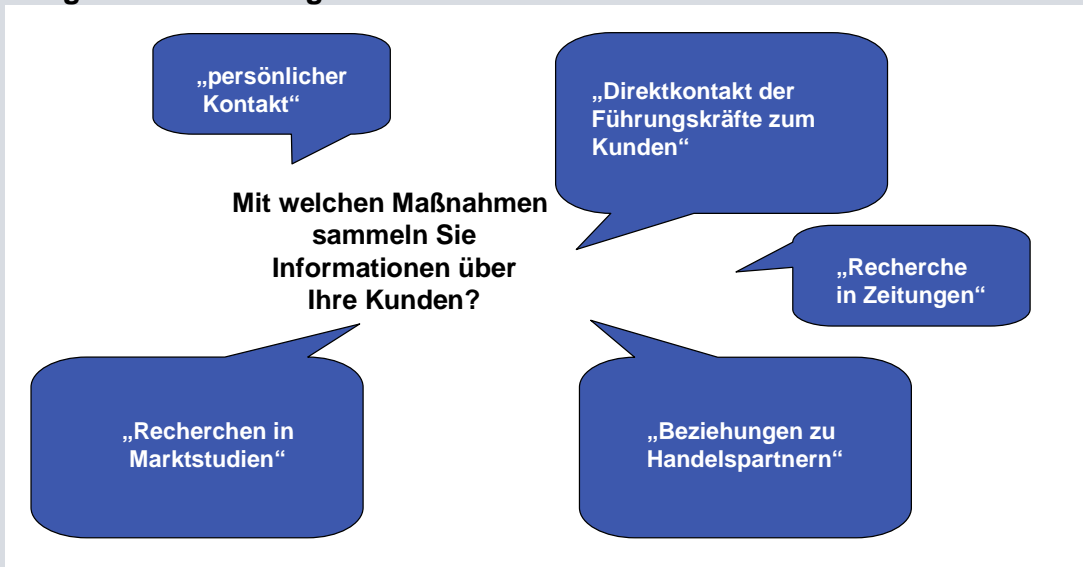 „persönlicher
Kontakt“
„Direktkontakt der
Führungskräfte zum
Kunden“
Mit welchen Maßnahmen
sammeln Sie
Informationen über
Ihre Kunden?
„Recherche
in Zeitungen“
„Recherchen in
Marktstudien“
„Beziehungen zu
Handelspartnern“